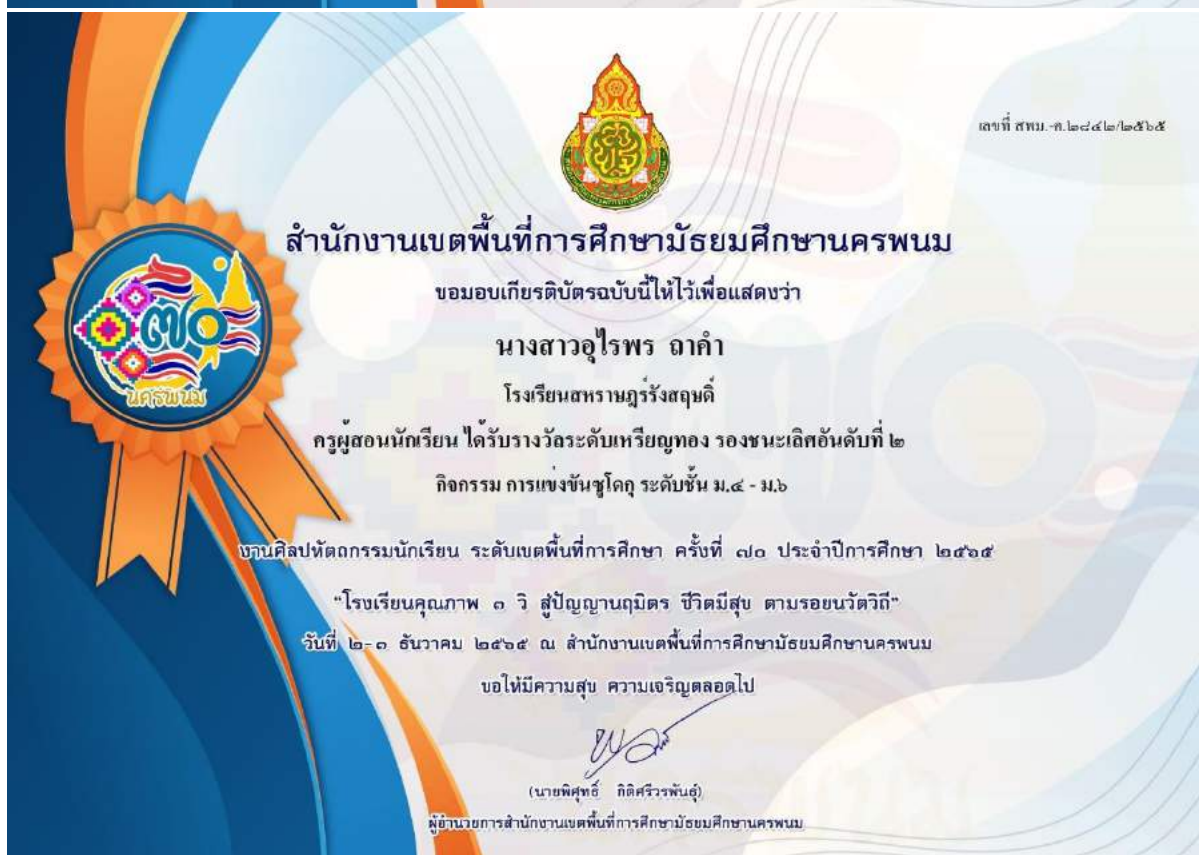 เลขที่ สพม.-ค.๒๘๔๒/๒๕๖๕
สำนักงานเขตพื้นที่การศึกษามัธยมศึกษานครพนม
ขอมอบเกียรติบัตรฉบับนี้ให้ไว้เพื่อแสดงว่า
นางสาวอุไรพร ถาคำ
โรงเรียนสหราษฎร์รังสฤษดิ์
ครูผู้สอนนักเรียน ได้รับรางวัลระดับเหรียญทอง รองชนะเลิศอันดับที่ ๒
กิจกรรม การแข่งขันซูโดกุ ระดับชั้น ม.๔ - ม.๖
งานศิลปหัตถกรรมนักเรียน ระดับเขตพื้นที่การศึกษา ครั้งที่ ๗๐ ประจำปีการศึกษา ๒๕๖๕
"โรงเรียนคุณภาพ ๓ วิ สู่ปัญญานฤมิตร ชีวิตมีสุข ตามรอยนวัตวิถี"
วันที่ ๒-๓ ธันวาคม ๒๕๖๕ ณ สำนักงานเขตพื้นที่การศึกษามัธยมศึกษานครพนม
ขอให้มีความสุข ความเจริญตลอดไป
(นายพิศุทธิ์ กิติศรีวรพันธุ์)
ผู้อำนวยการสำนักงานเขตพื้นที่การศึกษามัธยมศึกษานครพนม
๗๐
นครพนม